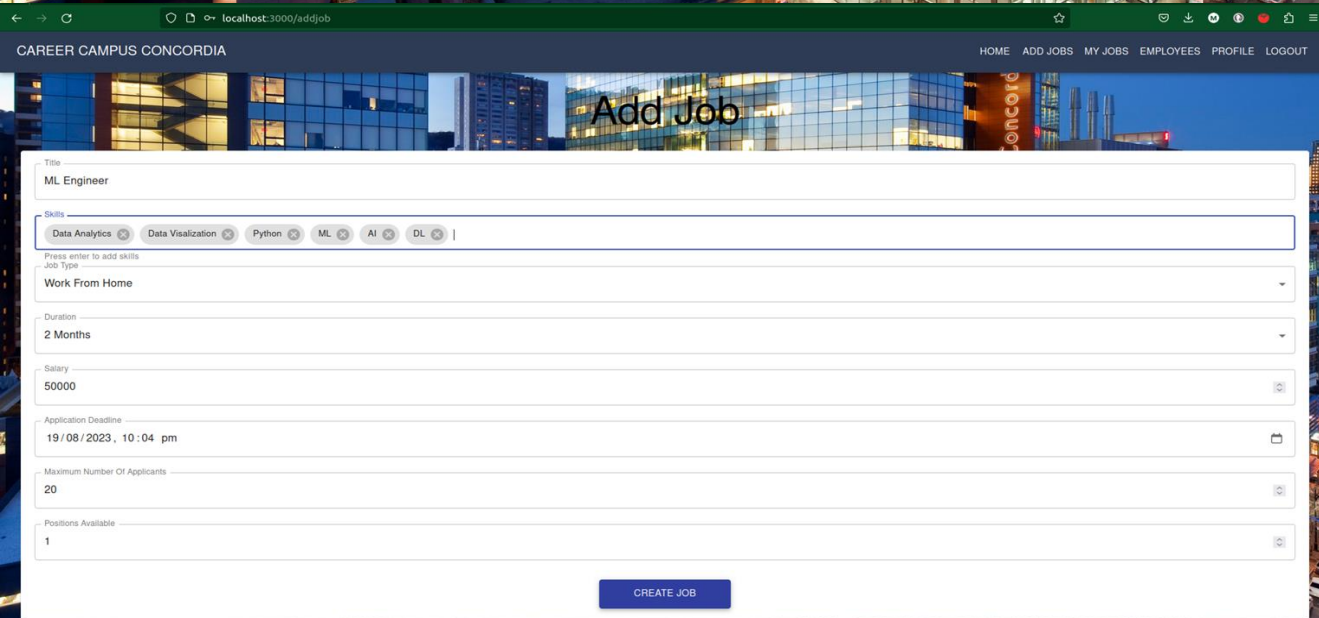 localhost:3000/addjob
CAREER CAMPUS CONCORDIA HOME ADD JOBS MY JOBS EMPLOYEES PROFILE LOGOUT
Add Job
Title
ML Engineer
Skills
Data Analytics Data Visalization Python ML AI DL
Press enter to add skills
Job Type
Work From Home
Duration
2 Months
Salary
50000
Application Deadline
19/08/2023, 10:04 pm
Maximum Number Of Applicants
20
Positions Available
1
CREATE JOB